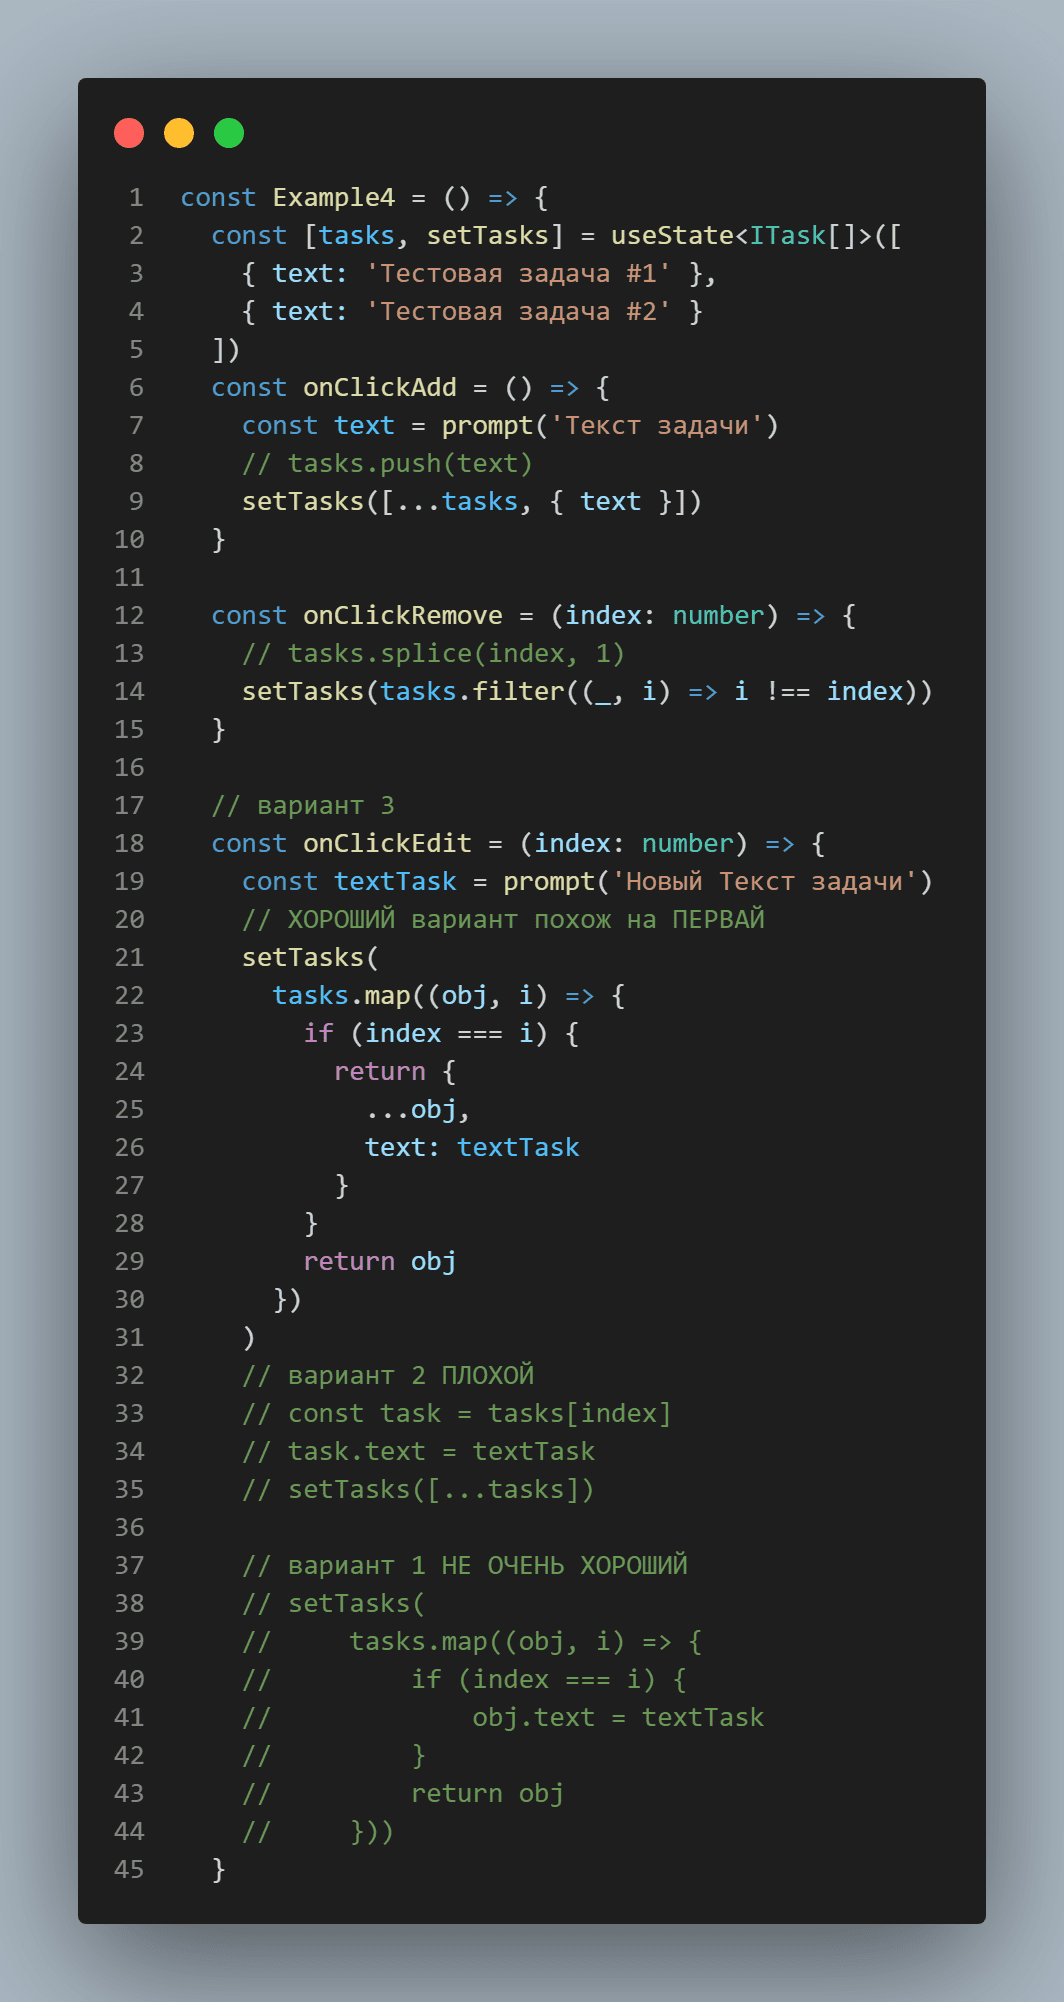 1 const Example4 = () => {
2   const [tasks, setTasks] = useState<ITask[]>([
3     { text: 'Тестовая задача #1' },
4     { text: 'Тестовая задача #2' }
5   ])
6   const onClickAdd = () => {
7     const text = prompt('Текст задачи')
8     // tasks.push(text)
9     setTasks([...tasks, { text }])
10   }
11
12   const onClickRemove = (index: number) => {
13     // tasks.splice(index, 1)
14     setTasks(tasks.filter((_, i) => i !== index))
15   }
16
17   // вариант 3
18   const onClickEdit = (index: number) => {
19     const textTask = prompt('Новый Текст задачи')
20     // ХОРОШИЙ вариант похож на ПЕРВАЙ
21     setTasks(
22       tasks.map((obj, i) => {
23         if (index === i) {
24           return {
25             ...obj,
26             text: textTask
27           }
28         }
29         return obj
30       })
31     )
32     // вариант 2 ПЛОХОЙ
33     // const task = tasks[index]
34     // task.text = textTask
35     // setTasks([...tasks])
36
37     // вариант 1 НЕ ОЧЕНЬ ХОРОШИЙ
38     // setTasks(
39     //     tasks.map((obj, i) => {
40     //         if (index === i) {
41     //             obj.text = textTask
42     //         }
43     //         return obj
44     //     }))
45   }